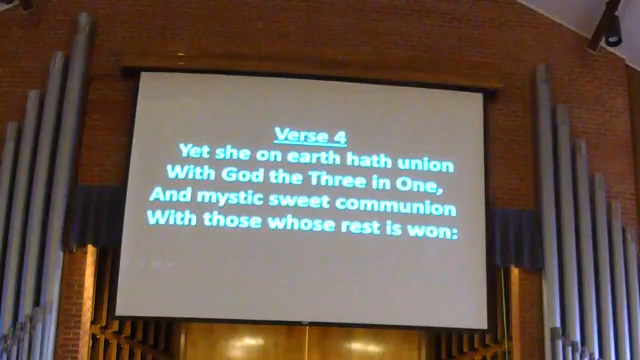 Verse 4
Yet she on earth hath union
With God the Three in One,
And mystic sweet communion
With those whose rest is won: